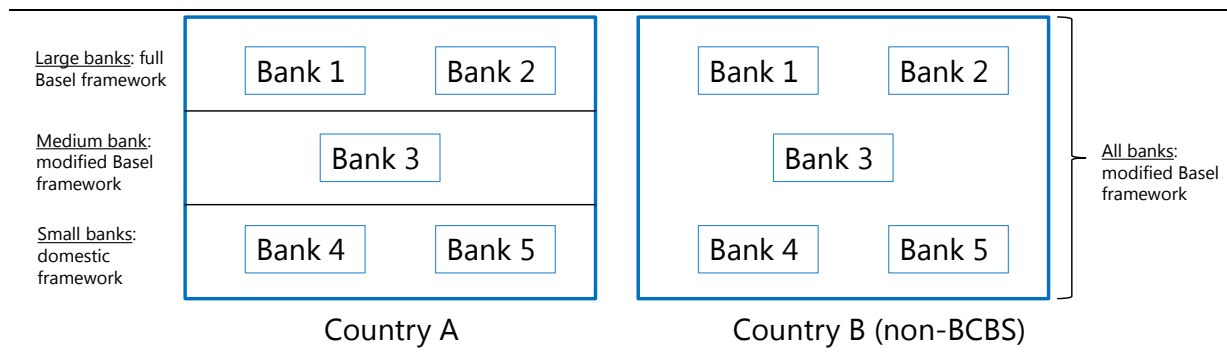 Large banks: full
Basel framework
Bank 1
Bank 2
Medium bank:
modified Basel
framework
Bank 3
Small banks:
domestic
framework
Bank 4
Bank 5
Country A
Bank 1
Bank 2
Bank 3
Bank 4
Bank 5
All banks:
modified Basel
framework
Country B (non-BCBS)